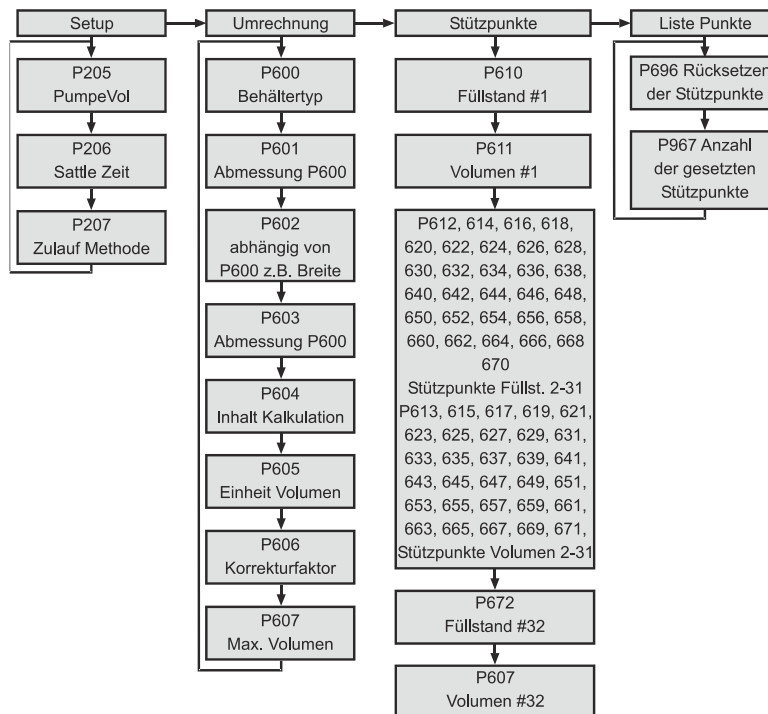 Setup
P205
PumpeVol
P206
Sattle Zeit
P207
Zulauf Methode
Umrechnung
P600
Behältertyp
P601
Abmessung P600
P602
abhängig von
P600 z.B. Breite
P603
Abmessung P600
P604
Inhalt Kalkulation
P605
Einheit Volumen
P606
Korrekturfaktor
P607
Max. Volumen
Stützpunkte
P610
Füllstand #1
P611
Volumen #1
P612, 614, 616, 618,
620, 622, 624, 626, 628,
630, 632, 634, 636, 638,
640, 642, 644, 646, 648,
650, 652, 654, 656, 658,
660, 662, 664, 666, 668
670
Stützpunkte Füllst. 2-31
P613, 615, 617, 619, 621,
623, 625, 627, 629, 631,
633, 635, 637, 639, 641,
643, 645, 647, 649, 651,
653, 655, 657, 659, 661,
663, 665, 667, 669, 671,
Stützpunkte Volumen 2-31
P672
Füllstand #32
P607
Volumen #32
Liste Punkte
P696 Rücksetzen
der Stützpunkte
P967 Anzahl
der gesetzten
Stützpunkte